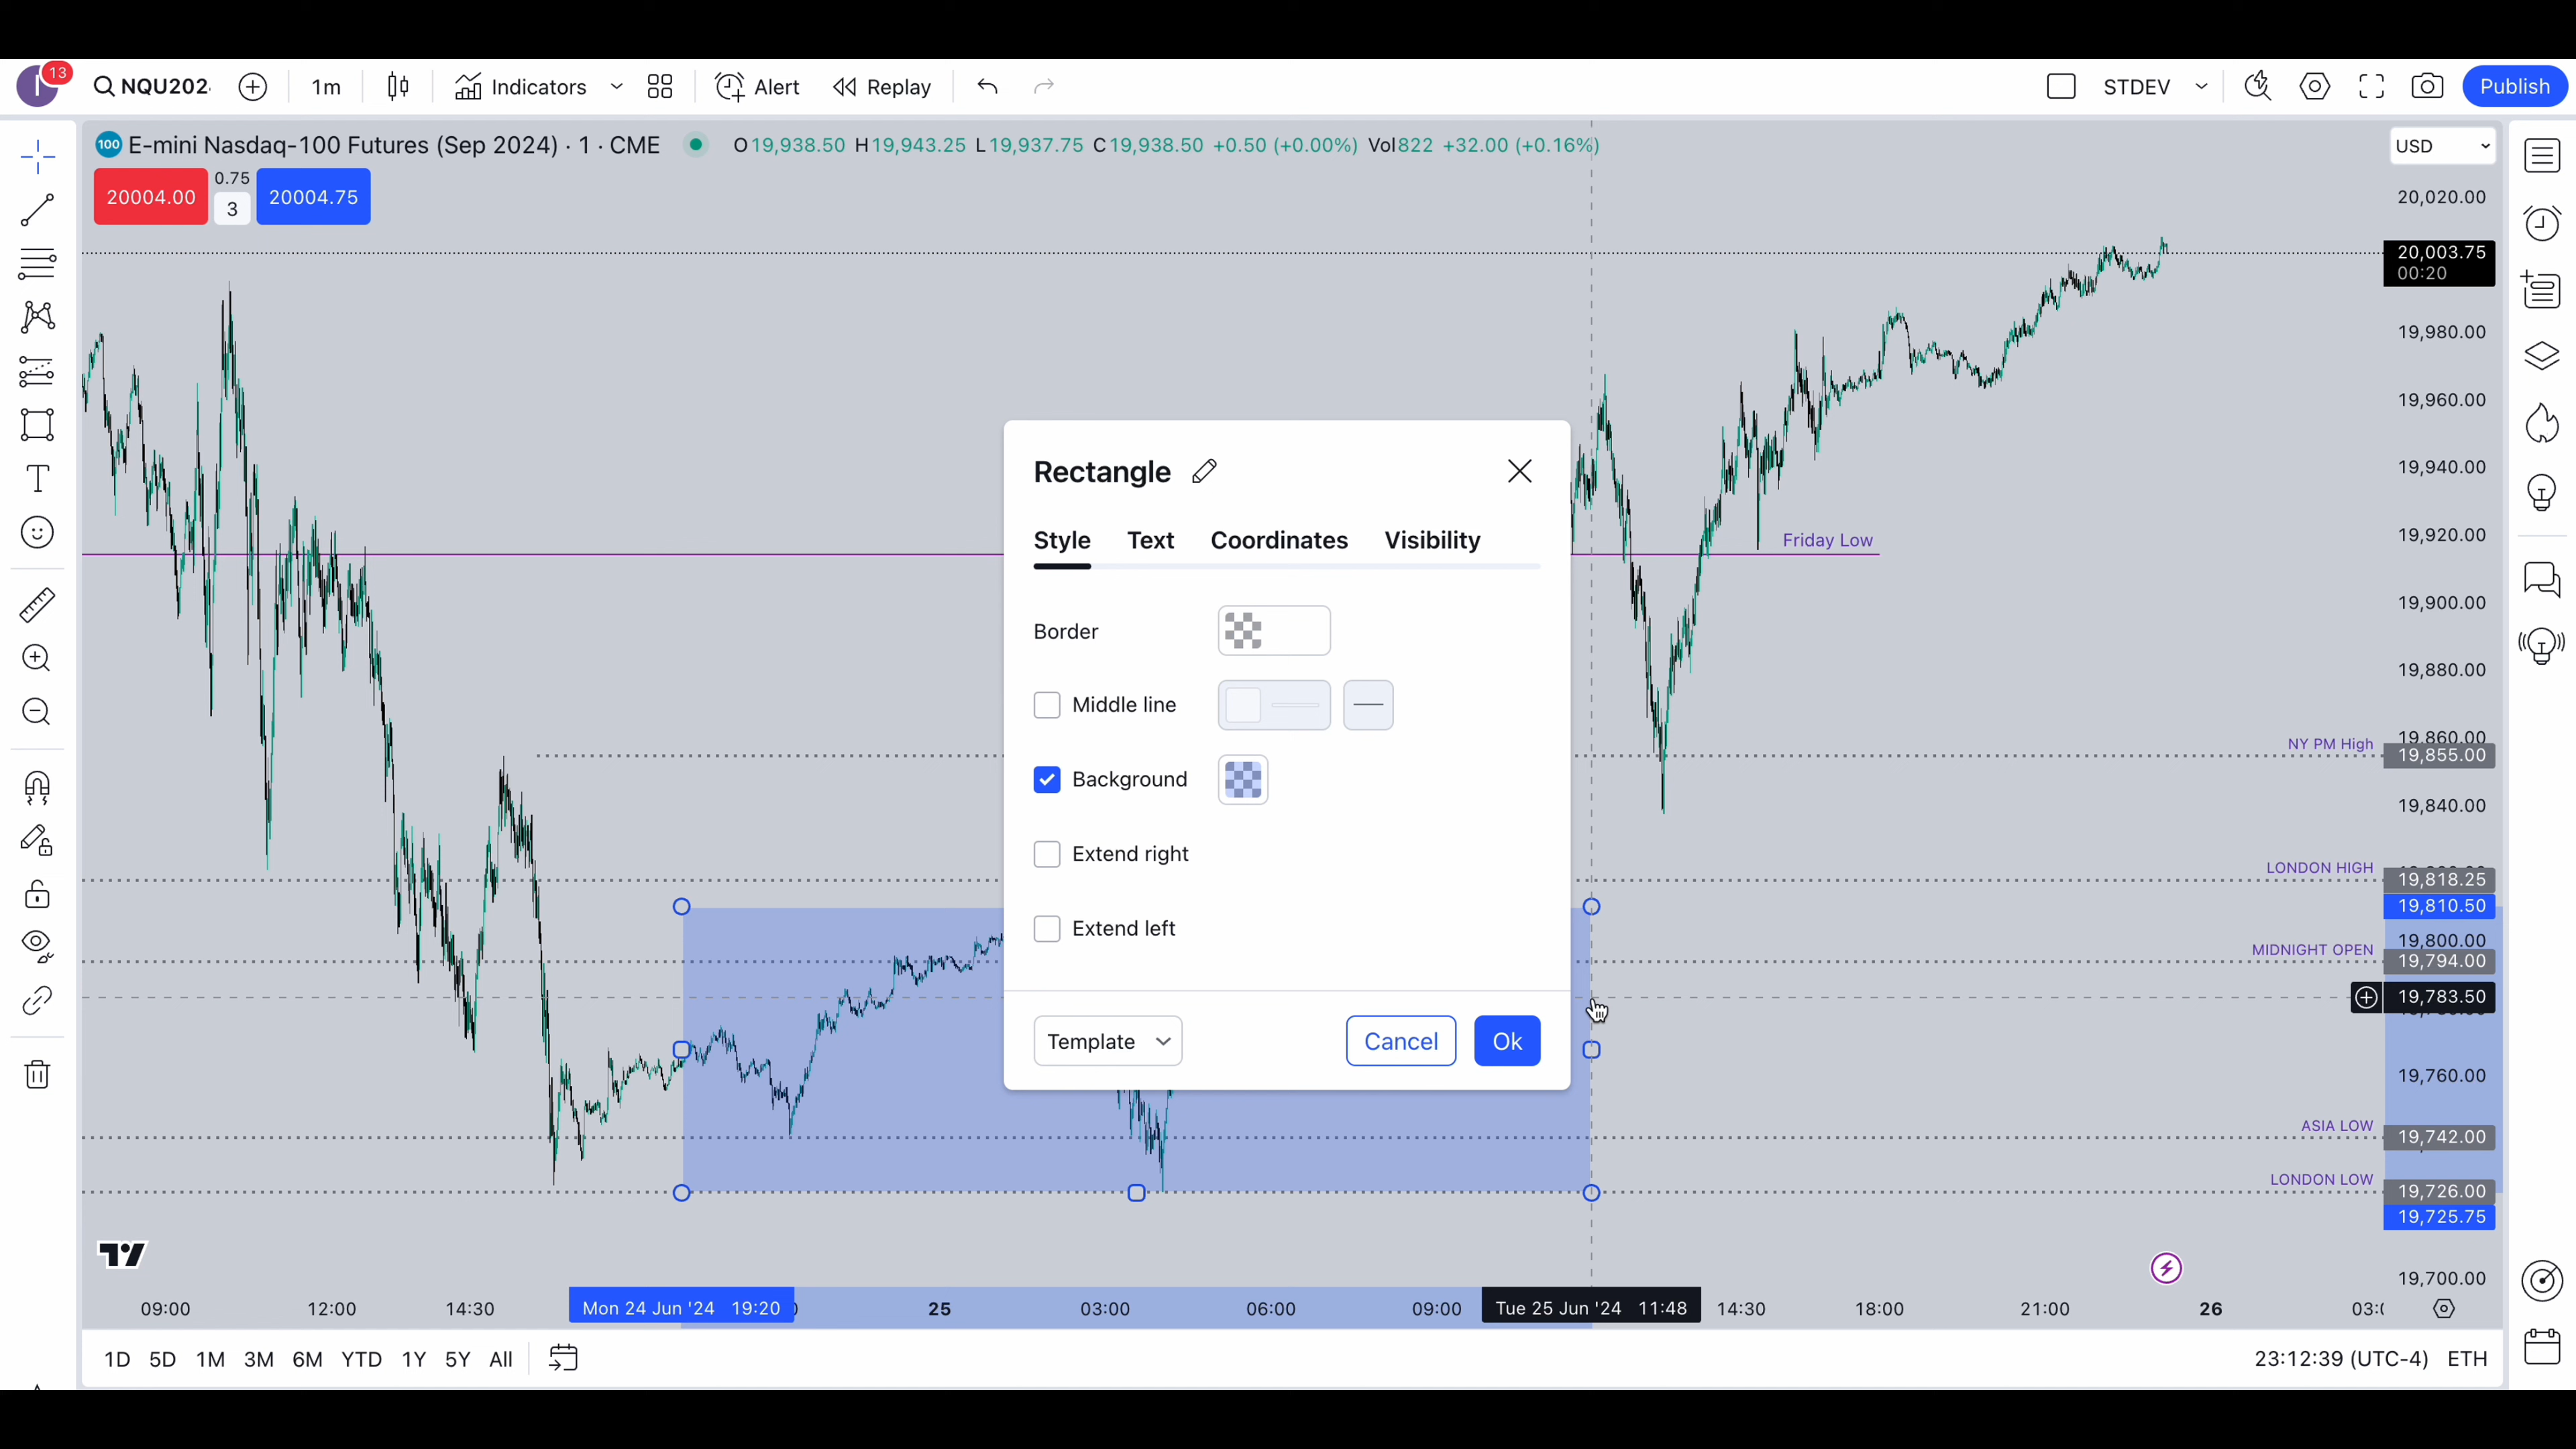 13
I NQU202 1m Indicators Alert Replay STDEV Publish
100 E-mini Nasdaq-100 Futures (Sep 2024) · 1 · CME O19,938.50 H19,943.25 L19,937.75 C19,938.50 +0.50 (+0.00%) Vol822 +32.00 (+0.16%)
USD
20004.00 0.75 3 20004.75
20,020.00
20,003.75
00:20
19,980.00
19,960.00
19,940.00
19,920.00
19,900.00
19,880.00
19,860.00
Friday Low
Rectangle
Style Text Coordinates Visibility
Border
Middle line
Background
Extend right
Extend left
Template Cancel Ok
NY PM High 19,855.00
19,840.00
LONDON HIGH 19,818.25
19,810.50
19,800.00
MIDNIGHT OPEN 19,794.00
19,783.50
19,760.00
ASIA LOW 19,742.00
LONDON LOW 19,726.00
19,725.75
19,700.00
09:00 12:00 14:30 Mon 24 Jun '24 19:20 25 03:00 06:00 09:00 Tue 25 Jun '24 11:48 14:30 18:00 21:00 26 03:
1D 5D 1M 3M 6M YTD 1Y 5Y All 23:12:39 (UTC-4) ETH